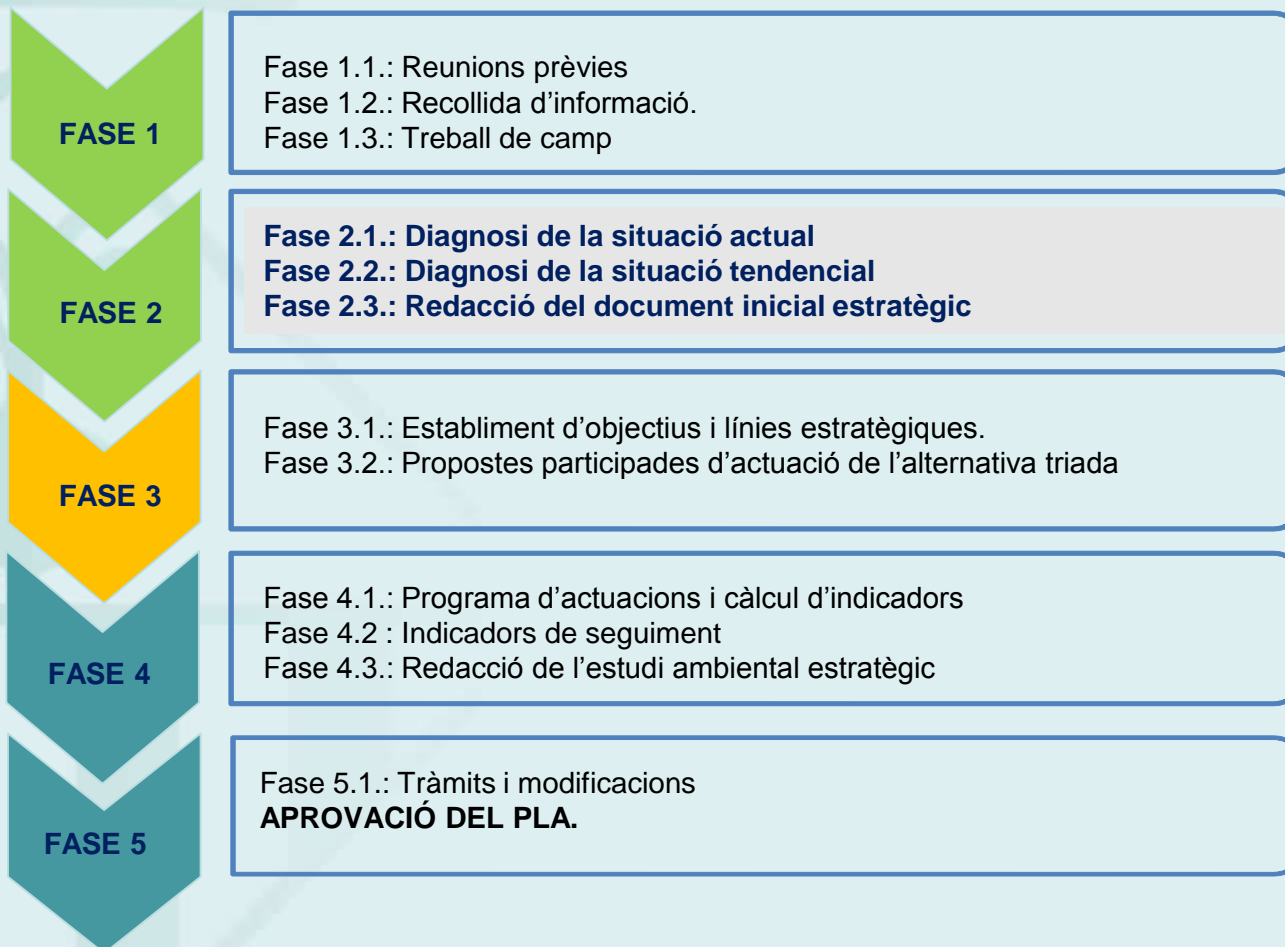 FASE 1
Fase 1.1.: Reunions prèvies
Fase 1.2.: Recollida d’informació.
Fase 1.3.: Treball de camp
FASE 2
Fase 2.1.: Diagnosi de la situació actual
Fase 2.2.: Diagnosi de la situació tendencial
Fase 2.3.: Redacció del document inicial estratègic
FASE 3
Fase 3.1.: Establiment d’objectius i línies estratègiques.
Fase 3.2.: Propostes participades d’actuació de l’alternativa triada
FASE 4
Fase 4.1.: Programa d’actuacions i càlcul d’indicadors
Fase 4.2 : Indicadors de seguiment
Fase 4.3.: Redacció de l’estudi ambiental estratègic
FASE 5
Fase 5.1.: Tràmits i modificacions
APROVACIÓ DEL PLA.